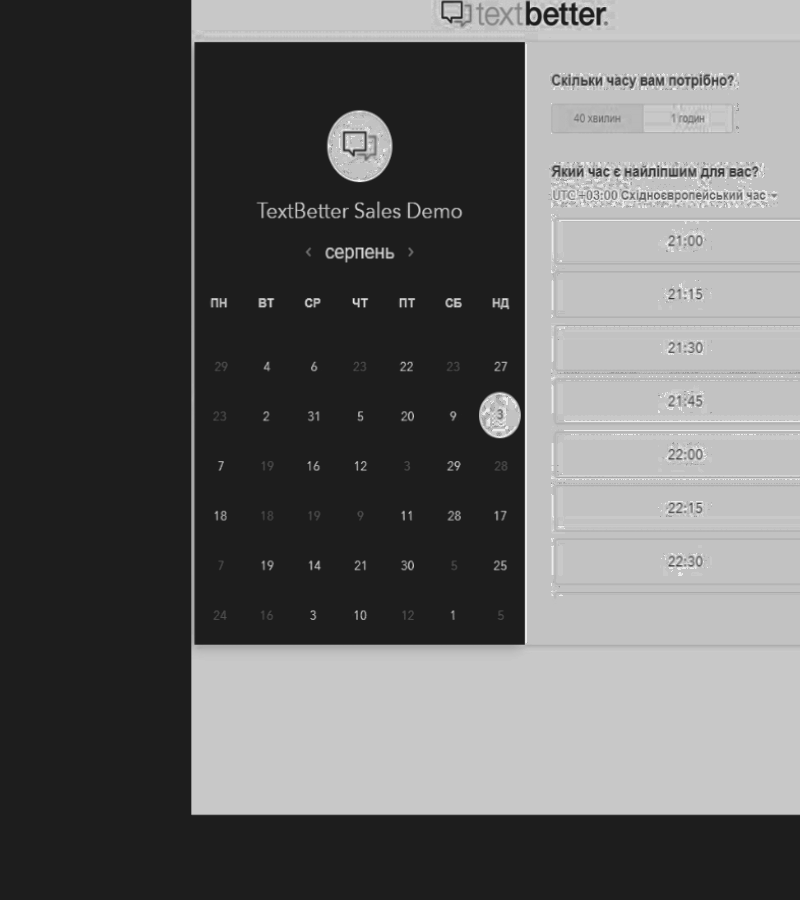 textbetter.
TextBetter Sales Demo
‹ серпень ›
ПН ВТ СР ЧТ ПТ СБ НД
29 4 6 23 22 23 27
23 2 31 5 20 9 3
7 19 16 12 3 29 28
18 18 19 9 11 28 17
7 19 14 21 30 5 25
24 16 3 10 12 1 5
Скільки часу вам потрібно?
40 хвилин 1 годин
Який час є найліпшим для вас?
UTC +03:00 Східноєвропейський час
21:00
21:15
21:30
21:45
22:00
22:15
22:30